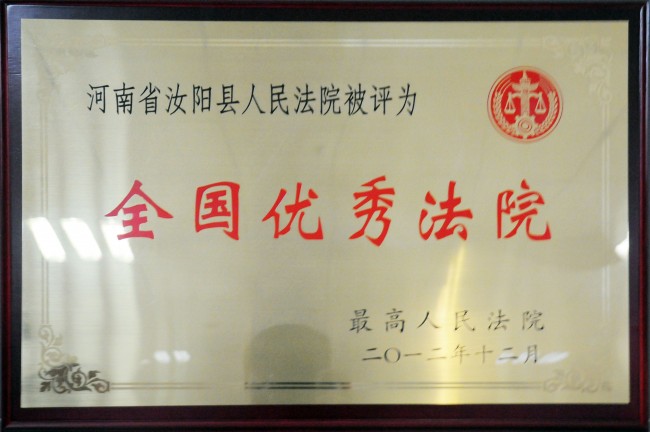 河南省汝阳县人民法院被评为
全国优秀法院
最高人民法院
二〇一二年十二月